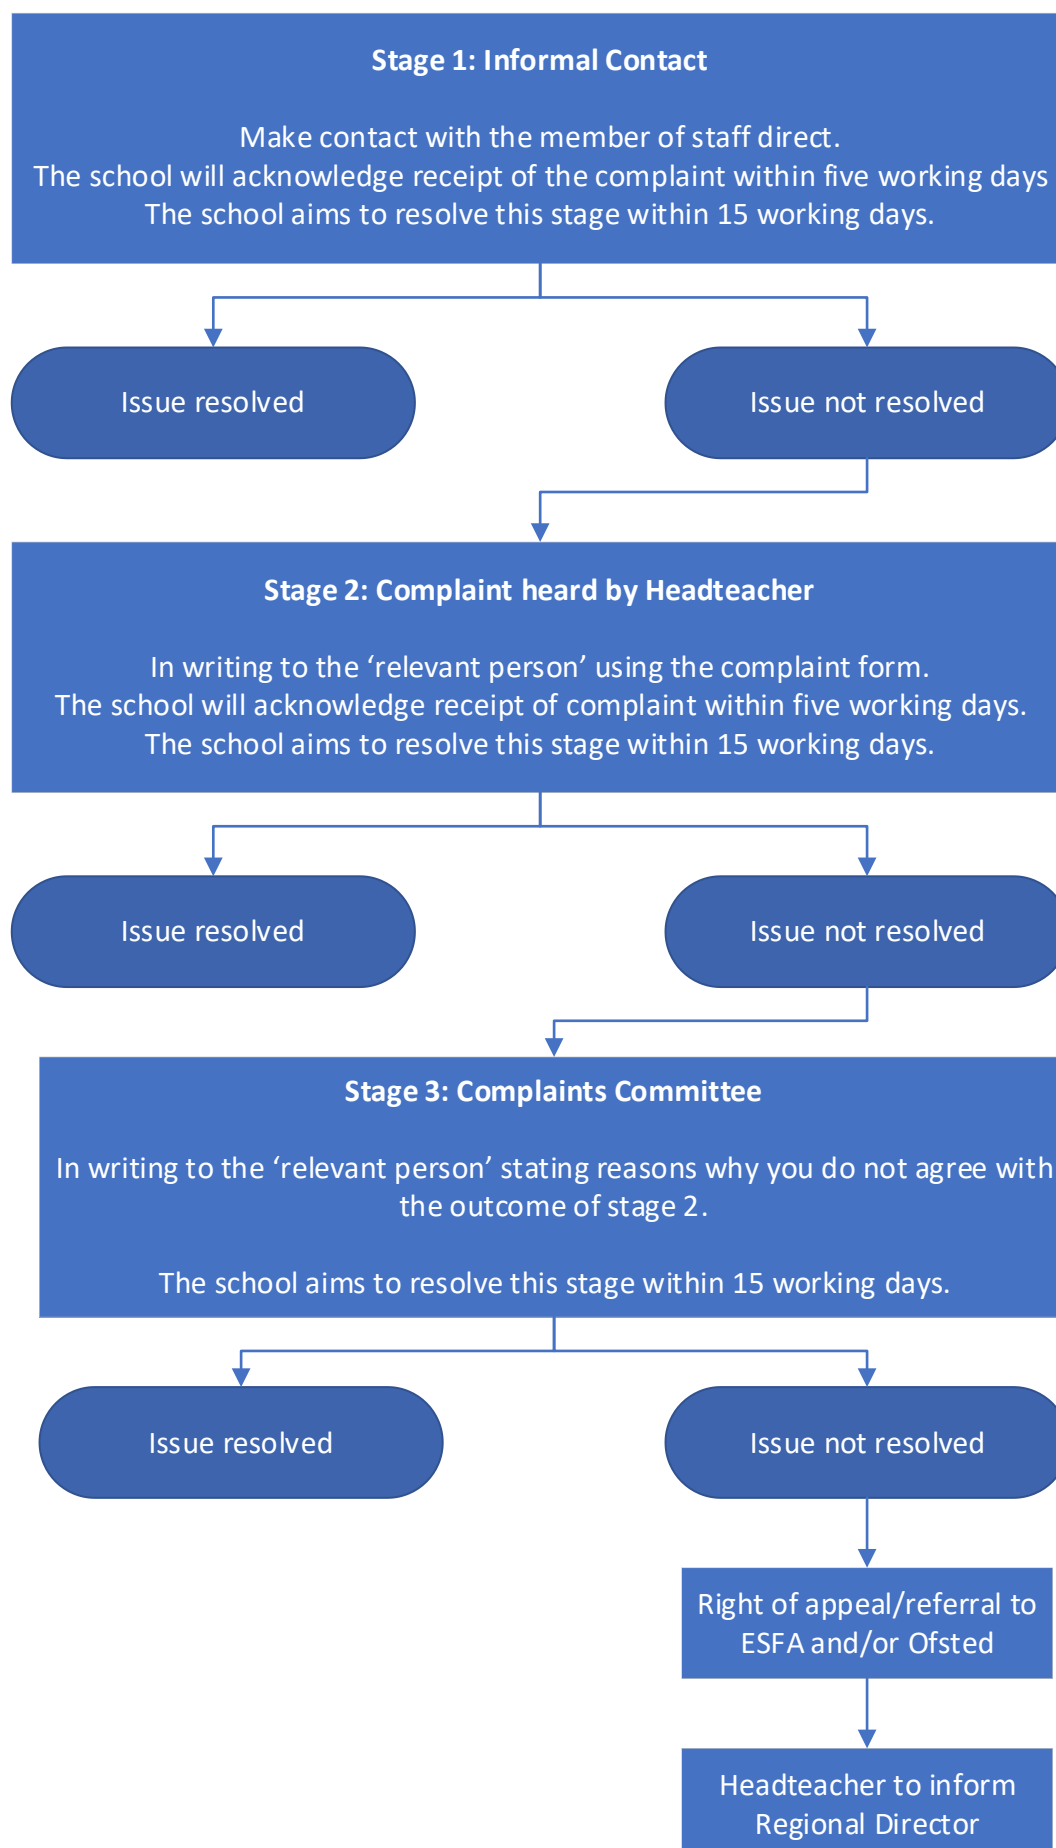 Stage 1: Informal Contact
Make contact with the member of staff direct.
The school will acknowledge receipt of the complaint within five working days
The school aims to resolve this stage within 15 working days.
Issue resolved
Issue not resolved
Stage 2: Complaint heard by Headteacher
In writing to the ‘relevant person’ using the complaint form.
The school will acknowledge receipt of complaint within five working days.
The school aims to resolve this stage within 15 working days.
Issue resolved
Issue not resolved
Stage 3: Complaints Committee
In writing to the ‘relevant person’ stating reasons why you do not agree with
the outcome of stage 2.
The school aims to resolve this stage within 15 working days.
Issue resolved
Issue not resolved
Right of appeal/referral to
ESFA and/or Ofsted
Headteacher to inform
Regional Director